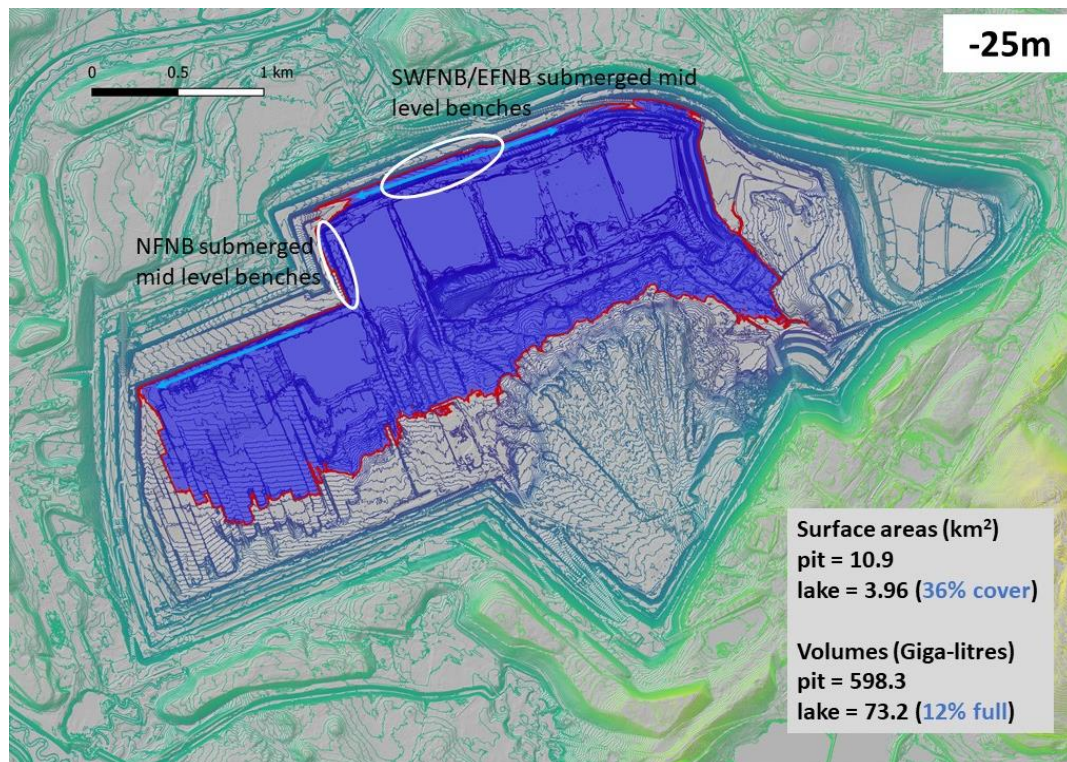 -25m
0 0.5 1 km
SWFNB/EFNB submerged mid
level benches
NFNB submerged
mid level benches
Surface areas (km²)
pit = 10.9
lake = 3.96 (36% cover)
Volumes (Giga-litres)
pit = 598.3
lake = 73.2 (12% full)